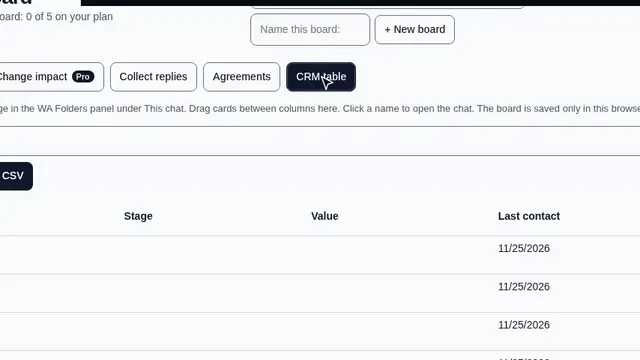 oard: 0 of 5 on your plan
Name this board:
+ New board
Change impact Pro
Collect replies
Agreements
CRM table
ge in the WA Folders panel under This chat. Drag cards between columns here. Click a name to open the chat. The board is saved only in this browse
CSV
Stage Value Last contact
11/25/2026
11/25/2026
11/25/2026